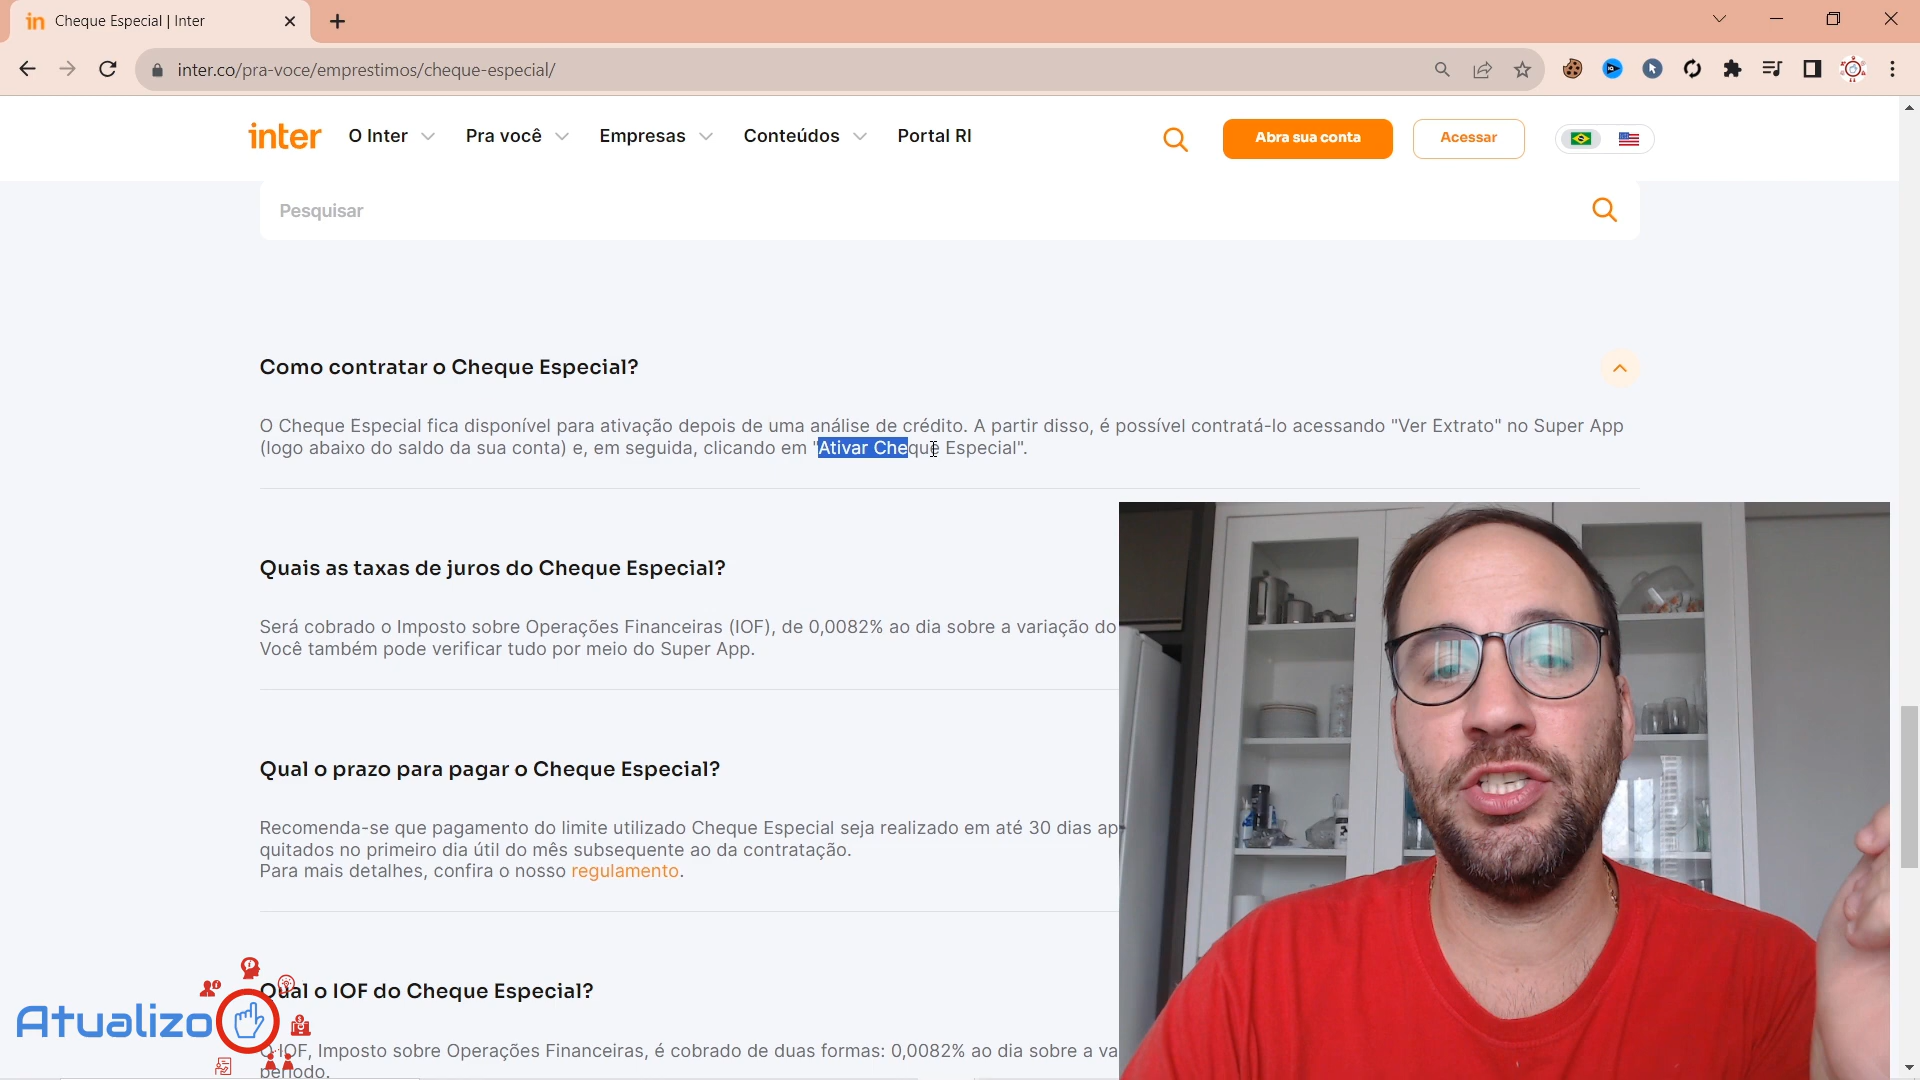 in Cheque Especial | Inter
inter.co/pra-voce/emprestimos/cheque-especial/
inter O Inter Pra você Empresas Conteúdos Portal RI Abra sua conta Acessar
Pesquisar
Como contratar o Cheque Especial?
O Cheque Especial fica disponível para ativação depois de uma análise de crédito. A partir disso, é possível contratá-lo acessando "Ver Extrato" no Super App
(logo abaixo do saldo da sua conta) e, em seguida, clicando em "Ativar Cheque Especial".
Quais as taxas de juros do Cheque Especial?
Será cobrado o Imposto sobre Operações Financeiras (IOF), de 0,0082% ao dia sobre a variação do
Você também pode verificar tudo por meio do Super App.
Qual o prazo para pagar o Cheque Especial?
Recomenda-se que pagamento do limite utilizado Cheque Especial seja realizado em até 30 dias ap
quitados no primeiro dia útil do mês subsequente ao da contratação.
Para mais detalhes, confira o nosso regulamento.
Qual o IOF do Cheque Especial?
Atualizo
O IOF, Imposto sobre Operações Financeiras, é cobrado de duas formas: 0,0082% ao dia sobre a va
período.